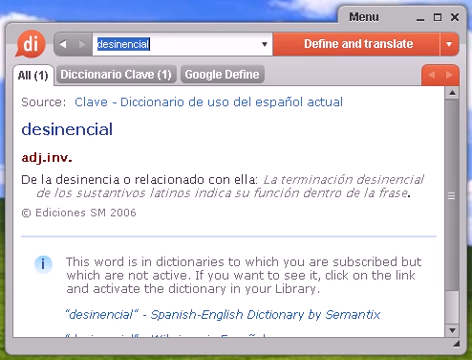 Menu
di
desinencial
Define and translate
All (1)
Diccionario Clave (1)
Google Define
Source: Clave - Diccionario de uso del español actual
desinencial
adj.inv.
De la desinencia o relacionado con ella: La terminación desinencial
de los sustantivos latinos indica su función dentro de la frase.
© Ediciones SM 2006
i
This word is in dictionaries to which you are subscribed but
which are not active. If you want to see it, click on the link
and activate the dictionary in your Library.
"desinencial" - Spanish-English Dictionary by Semantix